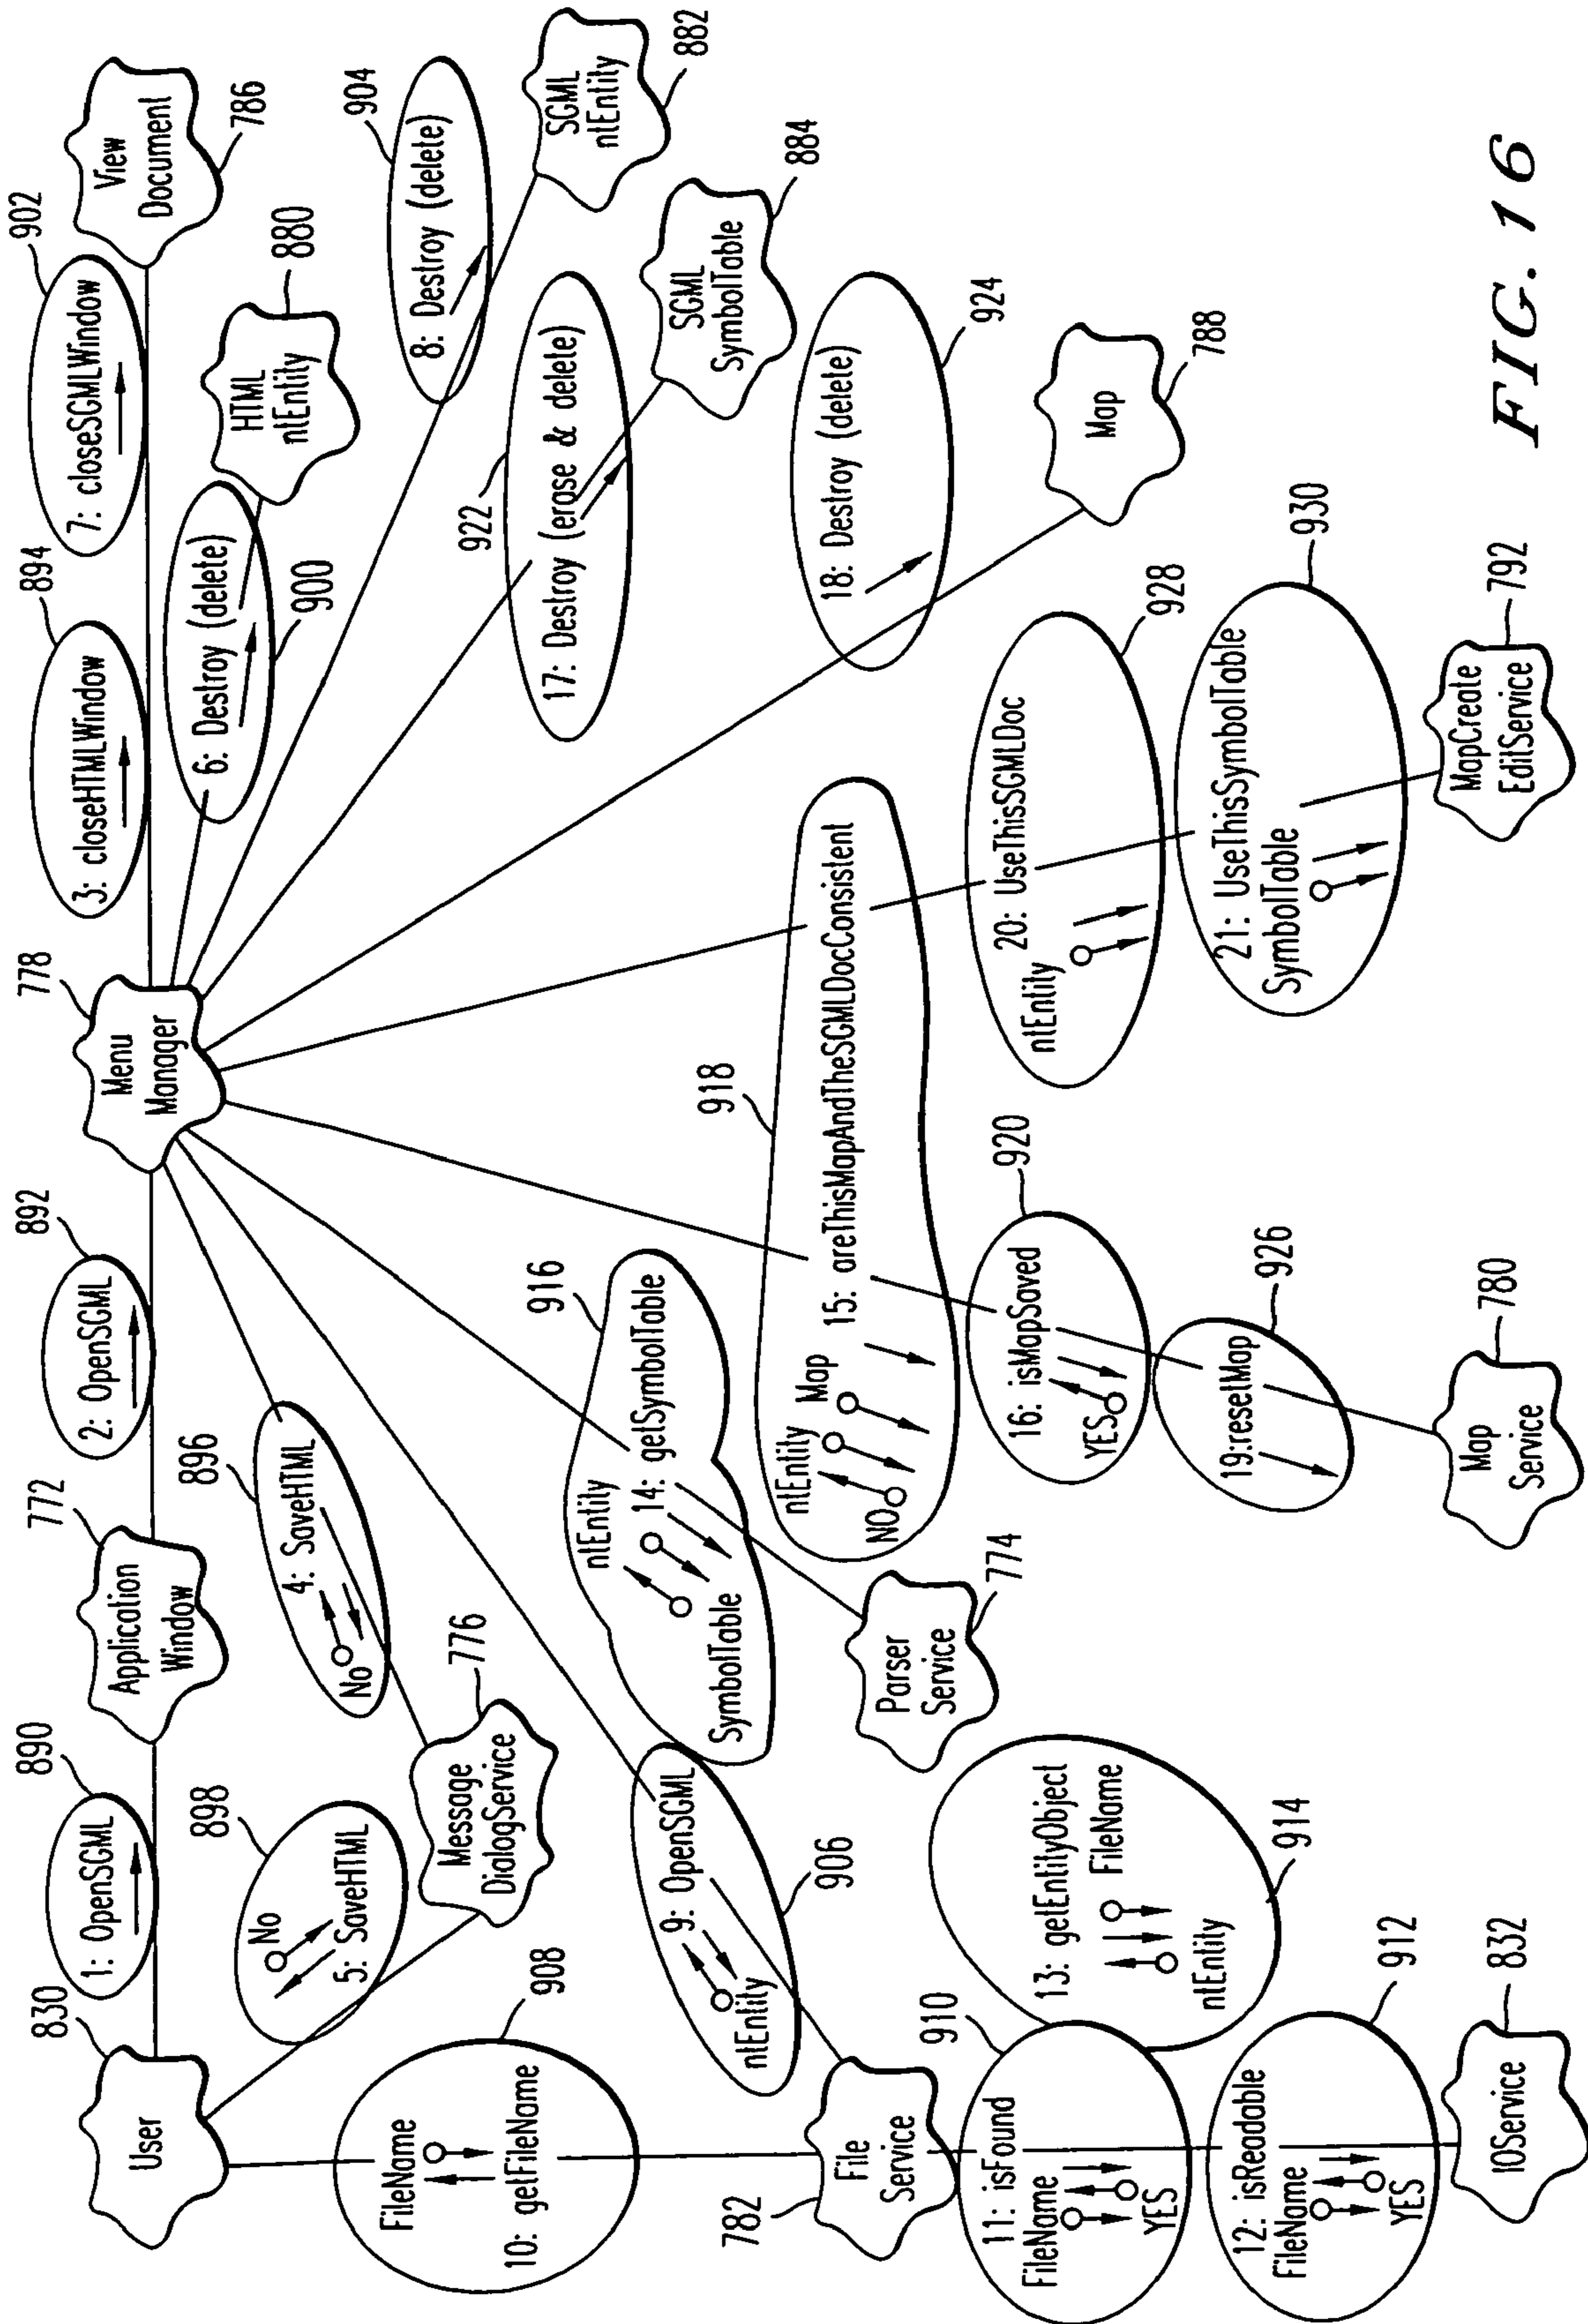 830
User
890
1: OpenSGML
772
Application
Window
892
2: OpenSGML
778
Menu
Manager
894
3: closeHTMLWindow
902
7: closeSGMLWindow
View
Document
786
898
No
5: SaveHTML
896
4: SaveHTML
No
6: Destroy (delete)
900
HTML
ntEntity
880
904
8: Destroy (delete)
SGML
ntEntity
882
Message
DialogService
776
908
FileName
10: getFileName
9: OpenSGML
ntEntity
906
916
ntEntity
14: getSymbolTable
SymbolTable
922
17: Destroy (erase & delete)
SGML
SymbolTable
884
782
File
Service
Parser
Service
774
918
ntEntity
Map
NO
15: areThisMapAndTheSGMLDocConsistent
18: Destroy (delete)
924
Map
788
910
11: isFound
FileName
YES
13: getEntityObject
FileName
ntEntity
914
920
16: isMapSaved
YES
20: UseThisSGMLDoc
ntEntity
928
912
12: isReadable
FileName
YES
926
19:resetMap
21: UseThisSymbolTable
SymbolTable
930
IOService
832
Map
Service
780
MapCreate
EditService
792
FIG. 16